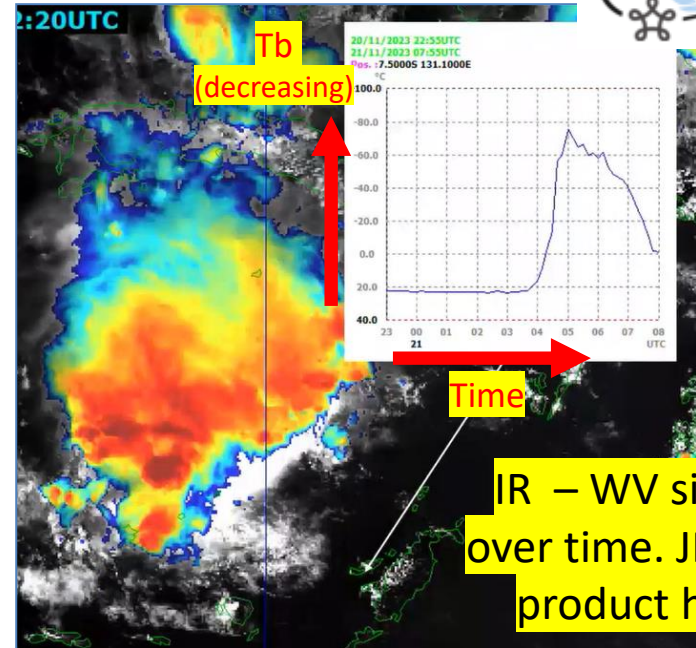 :20UTC
Tb
(decreasing)
20/11/2023 22:55UTC
21/11/2023 07:55UTC
Pos. :7.5000S 131.1000E
°C
-100.0
-80.0
-60.0
-40.0
-20.0
0.0
20.0
40.0
23 00 01 02 03 04 05 06 07 08
21 UTC
Time
IR – WV
over time.
product